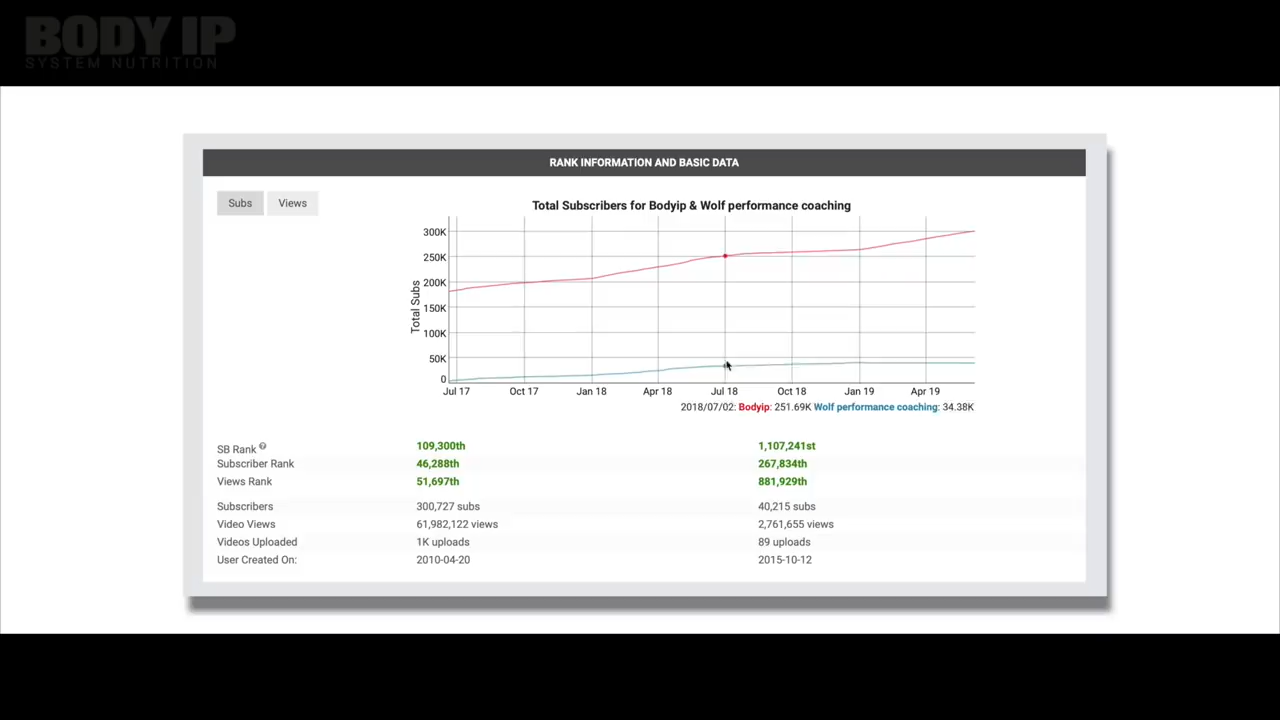 BODY IP
SYSTEM NUTRITION
RANK INFORMATION AND BASIC DATA
Subs Views
Total Subscribers for Bodyip & Wolf performance coaching
Total Subs
300K
250K
200K
150K
100K
50K
0
Jul 17 Oct 17 Jan 18 Apr 18 Jul 18 Oct 18 Jan 19 Apr 19
2018/07/02: Bodyip: 251.69K Wolf performance coaching: 34.38K
SB Rank ? 109,300th 1,107,241st
Subscriber Rank 46,288th 267,834th
Views Rank 51,697th 881,929th
Subscribers 300,727 subs 40,215 subs
Video Views 61,982,122 views 2,761,655 views
Videos Uploaded 1K uploads 89 uploads
User Created On: 2010-04-20 2015-10-12